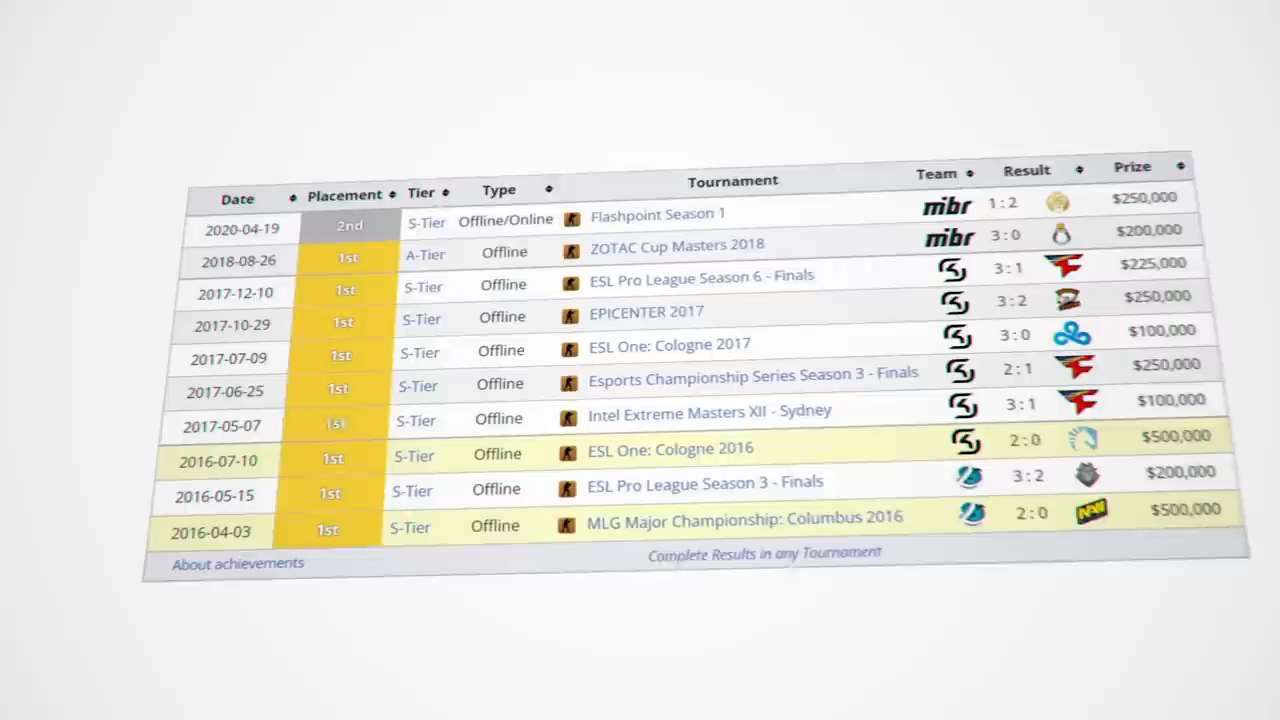 Date Placement Tier Type Tournament Team Result Prize
2020-04-19 2nd S-Tier Offline/Online Flashpoint Season 1 mibr 1 : 2 $250,000
2018-08-26 1st A-Tier Offline ZOTAC Cup Masters 2018 mibr 3 : 0 $200,000
2017-12-10 1st S-Tier Offline ESL Pro League Season 6 - Finals 3 : 1 $225,000
2017-10-29 1st S-Tier Offline EPICENTER 2017 3 : 2 $250,000
2017-07-09 1st S-Tier Offline ESL One: Cologne 2017 3 : 0 $100,000
2017-06-25 1st S-Tier Offline Esports Championship Series Season 3 - Finals 2 : 1 $250,000
2017-05-07 1st S-Tier Offline Intel Extreme Masters XII - Sydney 3 : 1 $100,000
2016-07-10 1st S-Tier Offline ESL One: Cologne 2016 2 : 0 $500,000
2016-05-15 1st S-Tier Offline ESL Pro League Season 3 - Finals 3 : 2 $200,000
2016-04-03 1st S-Tier Offline MLG Major Championship: Columbus 2016 2 : 0 $500,000
About achievements Complete Results in any Tournament